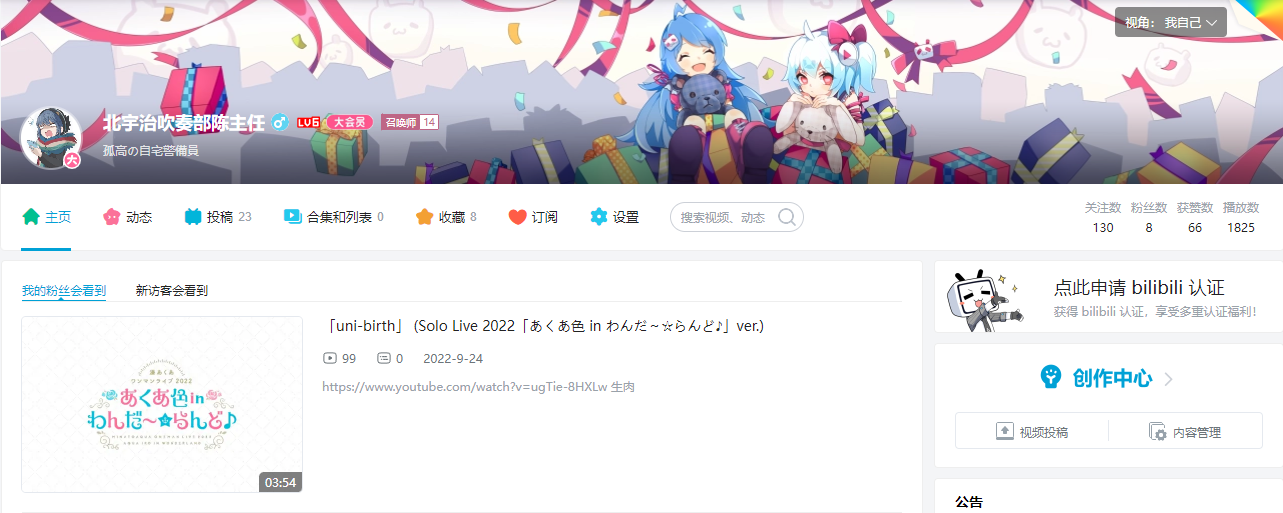 视角： 我自己
北宇治吹奏部陈主任 LV6 大会员 召唤师 14
大
孤高の自宅警備員
主页 动态 投稿 23 合集和列表 0 收藏 8 订阅 设置 搜索视频、动态
关注数 粉丝数 获赞数 播放数
130 8 66 1825
我的粉丝会看到 新访客会看到
「uni-birth」 (Solo Live 2022「あくあ色 in わんだ～☆らんど♪」ver.)
99 0 2022-9-24
https://www.youtube.com/watch?v=ugTie-8HXLw 生肉
湊あくあ
ワンマンライブ 2022
あくあ色in
わんだ～☆らんど♪
MINATOAQUA ONEMAN LIVE 2022
AQUA IRO IN WONDERLAND
03:54
点此申请 bilibili 认证
获得 bilibili 认证，享受多重认证福利！
创作中心
视频投稿 内容管理
公告